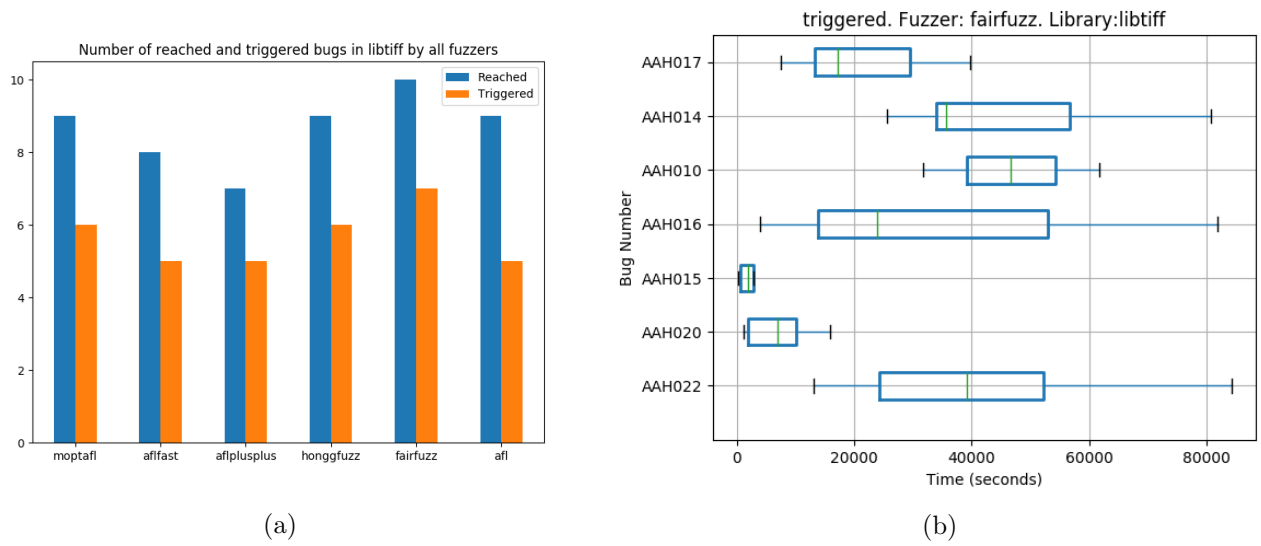 Number of reached and triggered bugs in libtiff by all fuzzers
Reached
Triggered
10
8
6
4
2
0
moptafl aflfast aflplusplus honggfuzz fairfuzz afl
(a)
triggered. Fuzzer: fairfuzz. Library:libtiff
Bug Number
AAH017
AAH014
AAH010
AAH016
AAH015
AAH020
AAH022
0 20000 40000 60000 80000
Time (seconds)
(b)